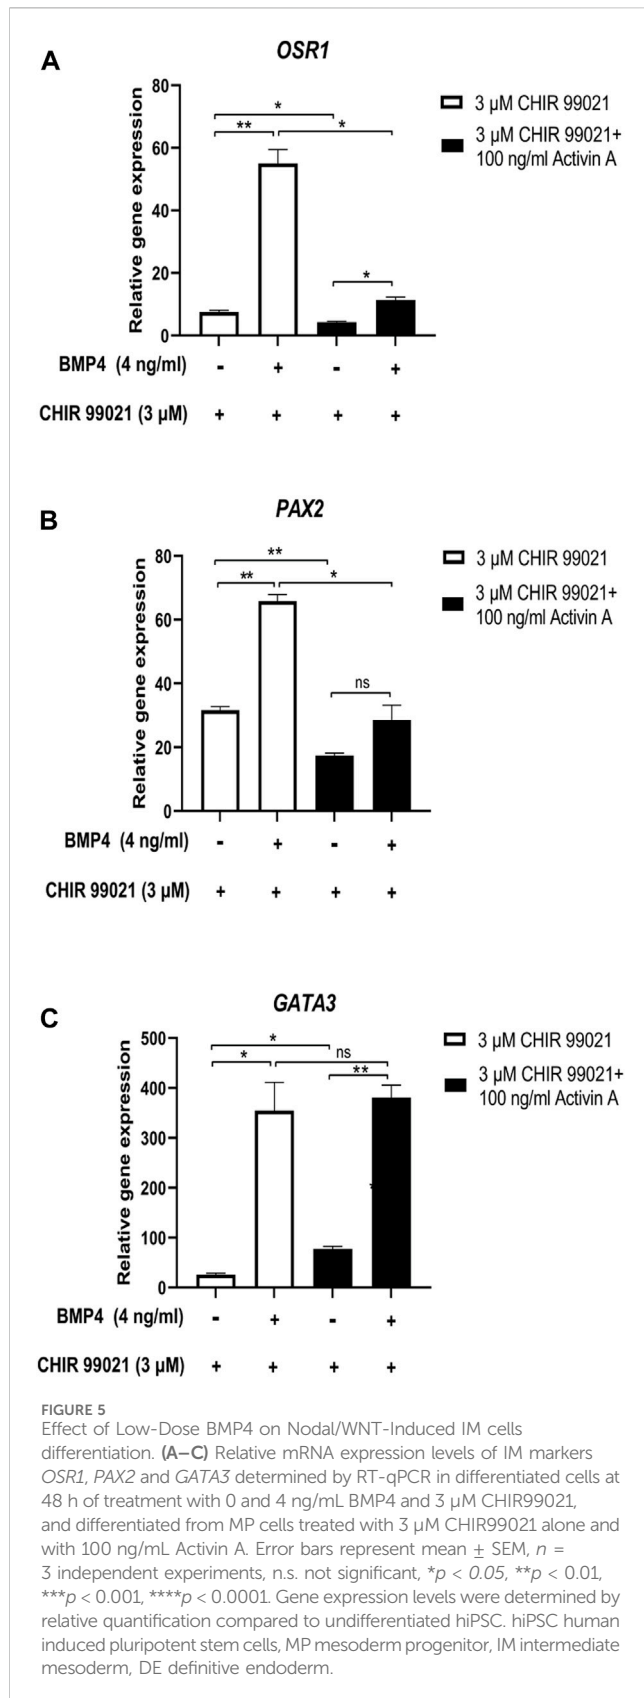 A
OSR1
Relative gene expression
80
60
40
20
0
*
**
*
*
3 µM CHIR 99021
3 µM CHIR 99021+
100 ng/ml Activin A
BMP4 (4 ng/ml) - + - +
CHIR 99021 (3 µM) + + + +
B
PAX2
Relative gene expression
80
60
40
20
0
**
**
*
ns
3 µM CHIR 99021
3 µM CHIR 99021+
100 ng/ml Activin A
BMP4 (4 ng/ml) - + - +
CHIR 99021 (3 µM) + + + +
C
GATA3
Relative gene expression
500
400
300
200
100
0
*
*
ns
**
*
3 µM CHIR 99021
3 µM CHIR 99021+
100 ng/ml Activin A
BMP4 (4 ng/ml) - + - +
CHIR 99021 (3 µM) + + + +
FIGURE 5
Effect of Low-Dose BMP4 on Nodal/WNT-Induced IM cells
differentiation. (A–C) Relative mRNA expression levels of IM markers
OSR1, PAX2 and GATA3 determined by RT-qPCR in differentiated cells at
48 h of treatment with 0 and 4 ng/mL BMP4 and 3 µM CHIR99021,
and differentiated from MP cells treated with 3 µM CHIR99021 alone and
with 100 ng/mL Activin A. Error bars represent mean ± SEM, n =
3 independent experiments, n.s. not significant, *p < 0.05, **p < 0.01,
***p < 0.001, ****p < 0.0001. Gene expression levels were determined by
relative quantification compared to undifferentiated hiPSC. hiPSC human
induced pluripotent stem cells, MP mesoderm progenitor, IM intermediate
mesoderm, DE definitive endoderm.